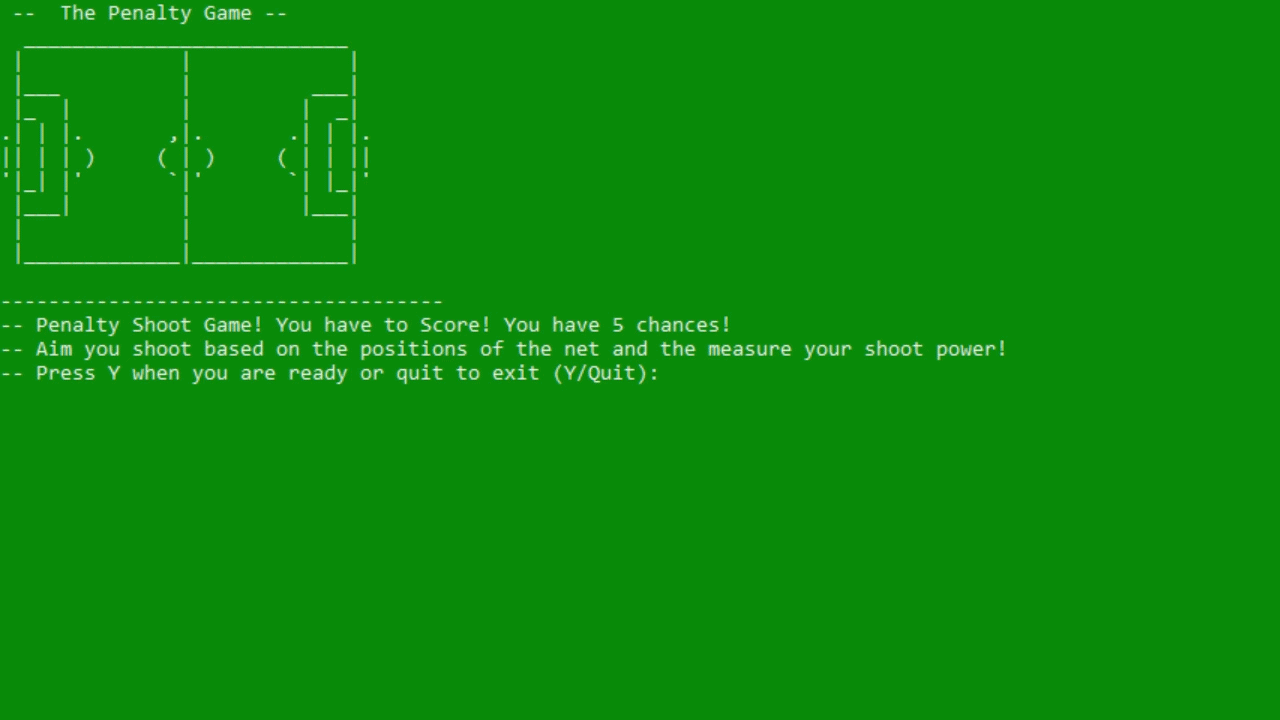 -- The Penalty Game --
-------------------------------------
-- Penalty Shoot Game! You have to Score! You have 5 chances!
-- Aim you shoot based on the positions of the net and the measure your shoot power!
-- Press Y when you are ready or quit to exit (Y/Quit):